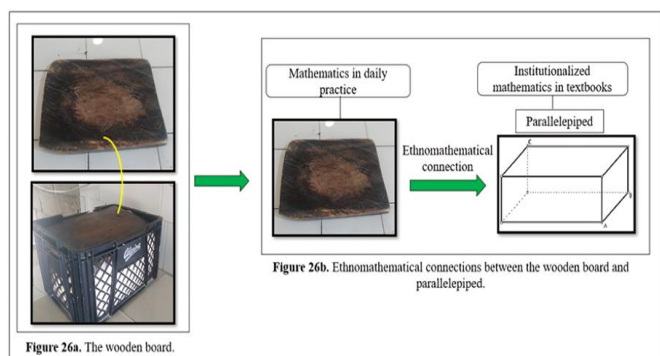 Mathematics in daily
practice
Institutionalized
mathematics in textbooks
Parallelepiped
Ethnomathematical
connection
Figure 26b. Ethnomathematical connections between the wooden board and
parallelepiped.
Figure 26a. The wooden board.